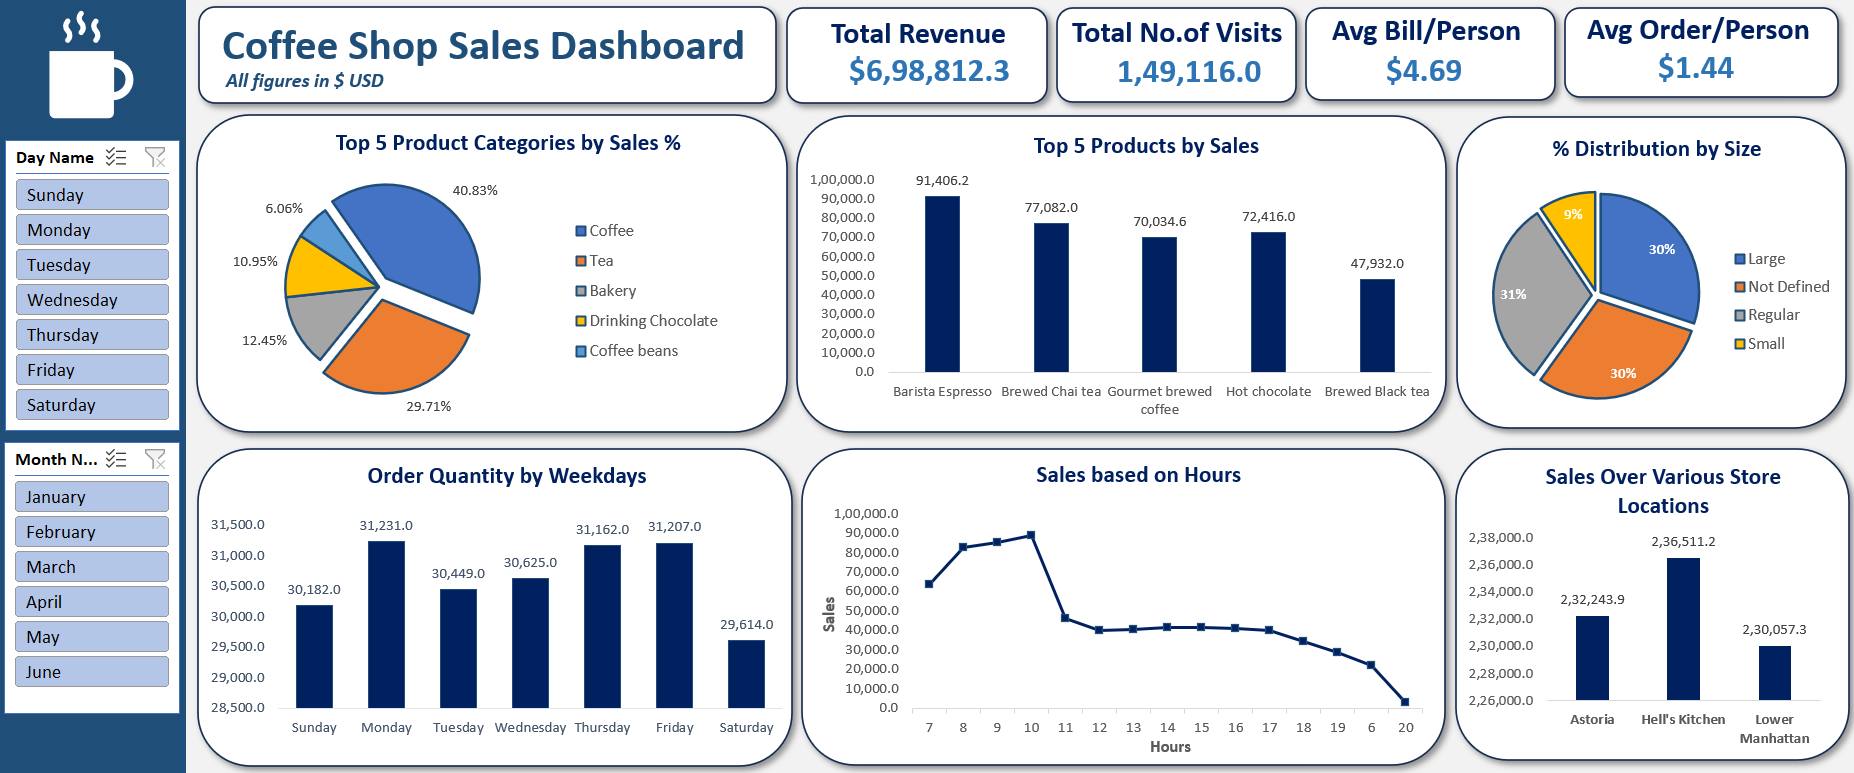 Coffee Shop Sales Dashboard
All figures in $ USD
Total Revenue
$6,98,812.3
Total No.of Visits
1,49,116.0
Avg Bill/Person
$4.69
Avg Order/Person
$1.44
Day Name
Sunday
Monday
Tuesday
Wednesday
Thursday
Friday
Saturday
Month N...
January
February
March
April
May
June
Top 5 Product Categories by Sales %
40.83%
29.71%
12.45%
10.95%
6.06%
Coffee
Tea
Bakery
Drinking Chocolate
Coffee beans
Top 5 Products by Sales
1,00,000.0
90,000.0
80,000.0
70,000.0
60,000.0
50,000.0
40,000.0
30,000.0
20,000.0
10,000.0
0.0
91,406.2
77,082.0
70,034.6
72,416.0
47,932.0
Barista Espresso
Brewed Chai tea
Gourmet brewed
coffee
Hot chocolate
Brewed Black tea
% Distribution by Size
30%
30%
31%
9%
Large
Not Defined
Regular
Small
Order Quantity by Weekdays
31,500.0
31,000.0
30,500.0
30,000.0
29,500.0
29,000.0
28,500.0
30,182.0
31,231.0
30,449.0
30,625.0
31,162.0
31,207.0
29,614.0
Sunday
Monday
Tuesday
Wednesday
Thursday
Friday
Saturday
Sales based on Hours
Sales
1,00,000.0
90,000.0
80,000.0
70,000.0
60,000.0
50,000.0
40,000.0
30,000.0
20,000.0
10,000.0
0.0
7 8 9 10 11 12 13 14 15 16 17 18 19 6 20
Hours
Sales Over Various Store
Locations
2,38,000.0
2,36,000.0
2,34,000.0
2,32,000.0
2,30,000.0
2,28,000.0
2,26,000.0
2,32,243.9
2,36,511.2
2,30,057.3
Astoria
Hell's Kitchen
Lower
Manhattan